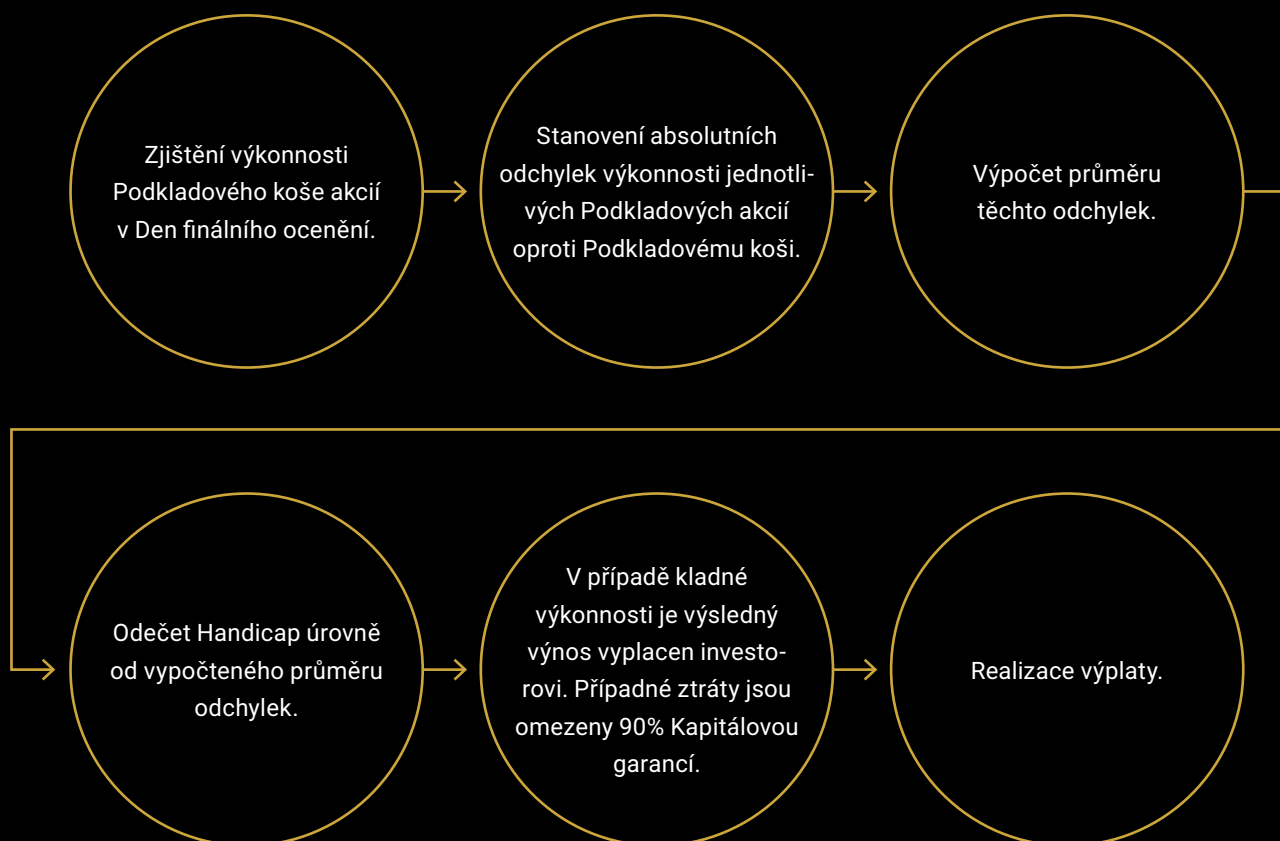 Zjištění výkonnosti
Podkladového koše akcií
v Den finálního ocenění.
Stanovení absolutních
odchylek výkonnosti jednotli-
vých Podkladových akcií
oproti Podkladovému koši.
Výpočet průměru
těchto odchylek.
Odečet Handicap úrovně
od vypočteného průměru
odchylek.
V případě kladné
výkonnosti je výsledný
výnos vyplacen investo-
rovi. Případné ztráty jsou
omezeny 90% Kapitálovou
garancí.
Realizace výplaty.